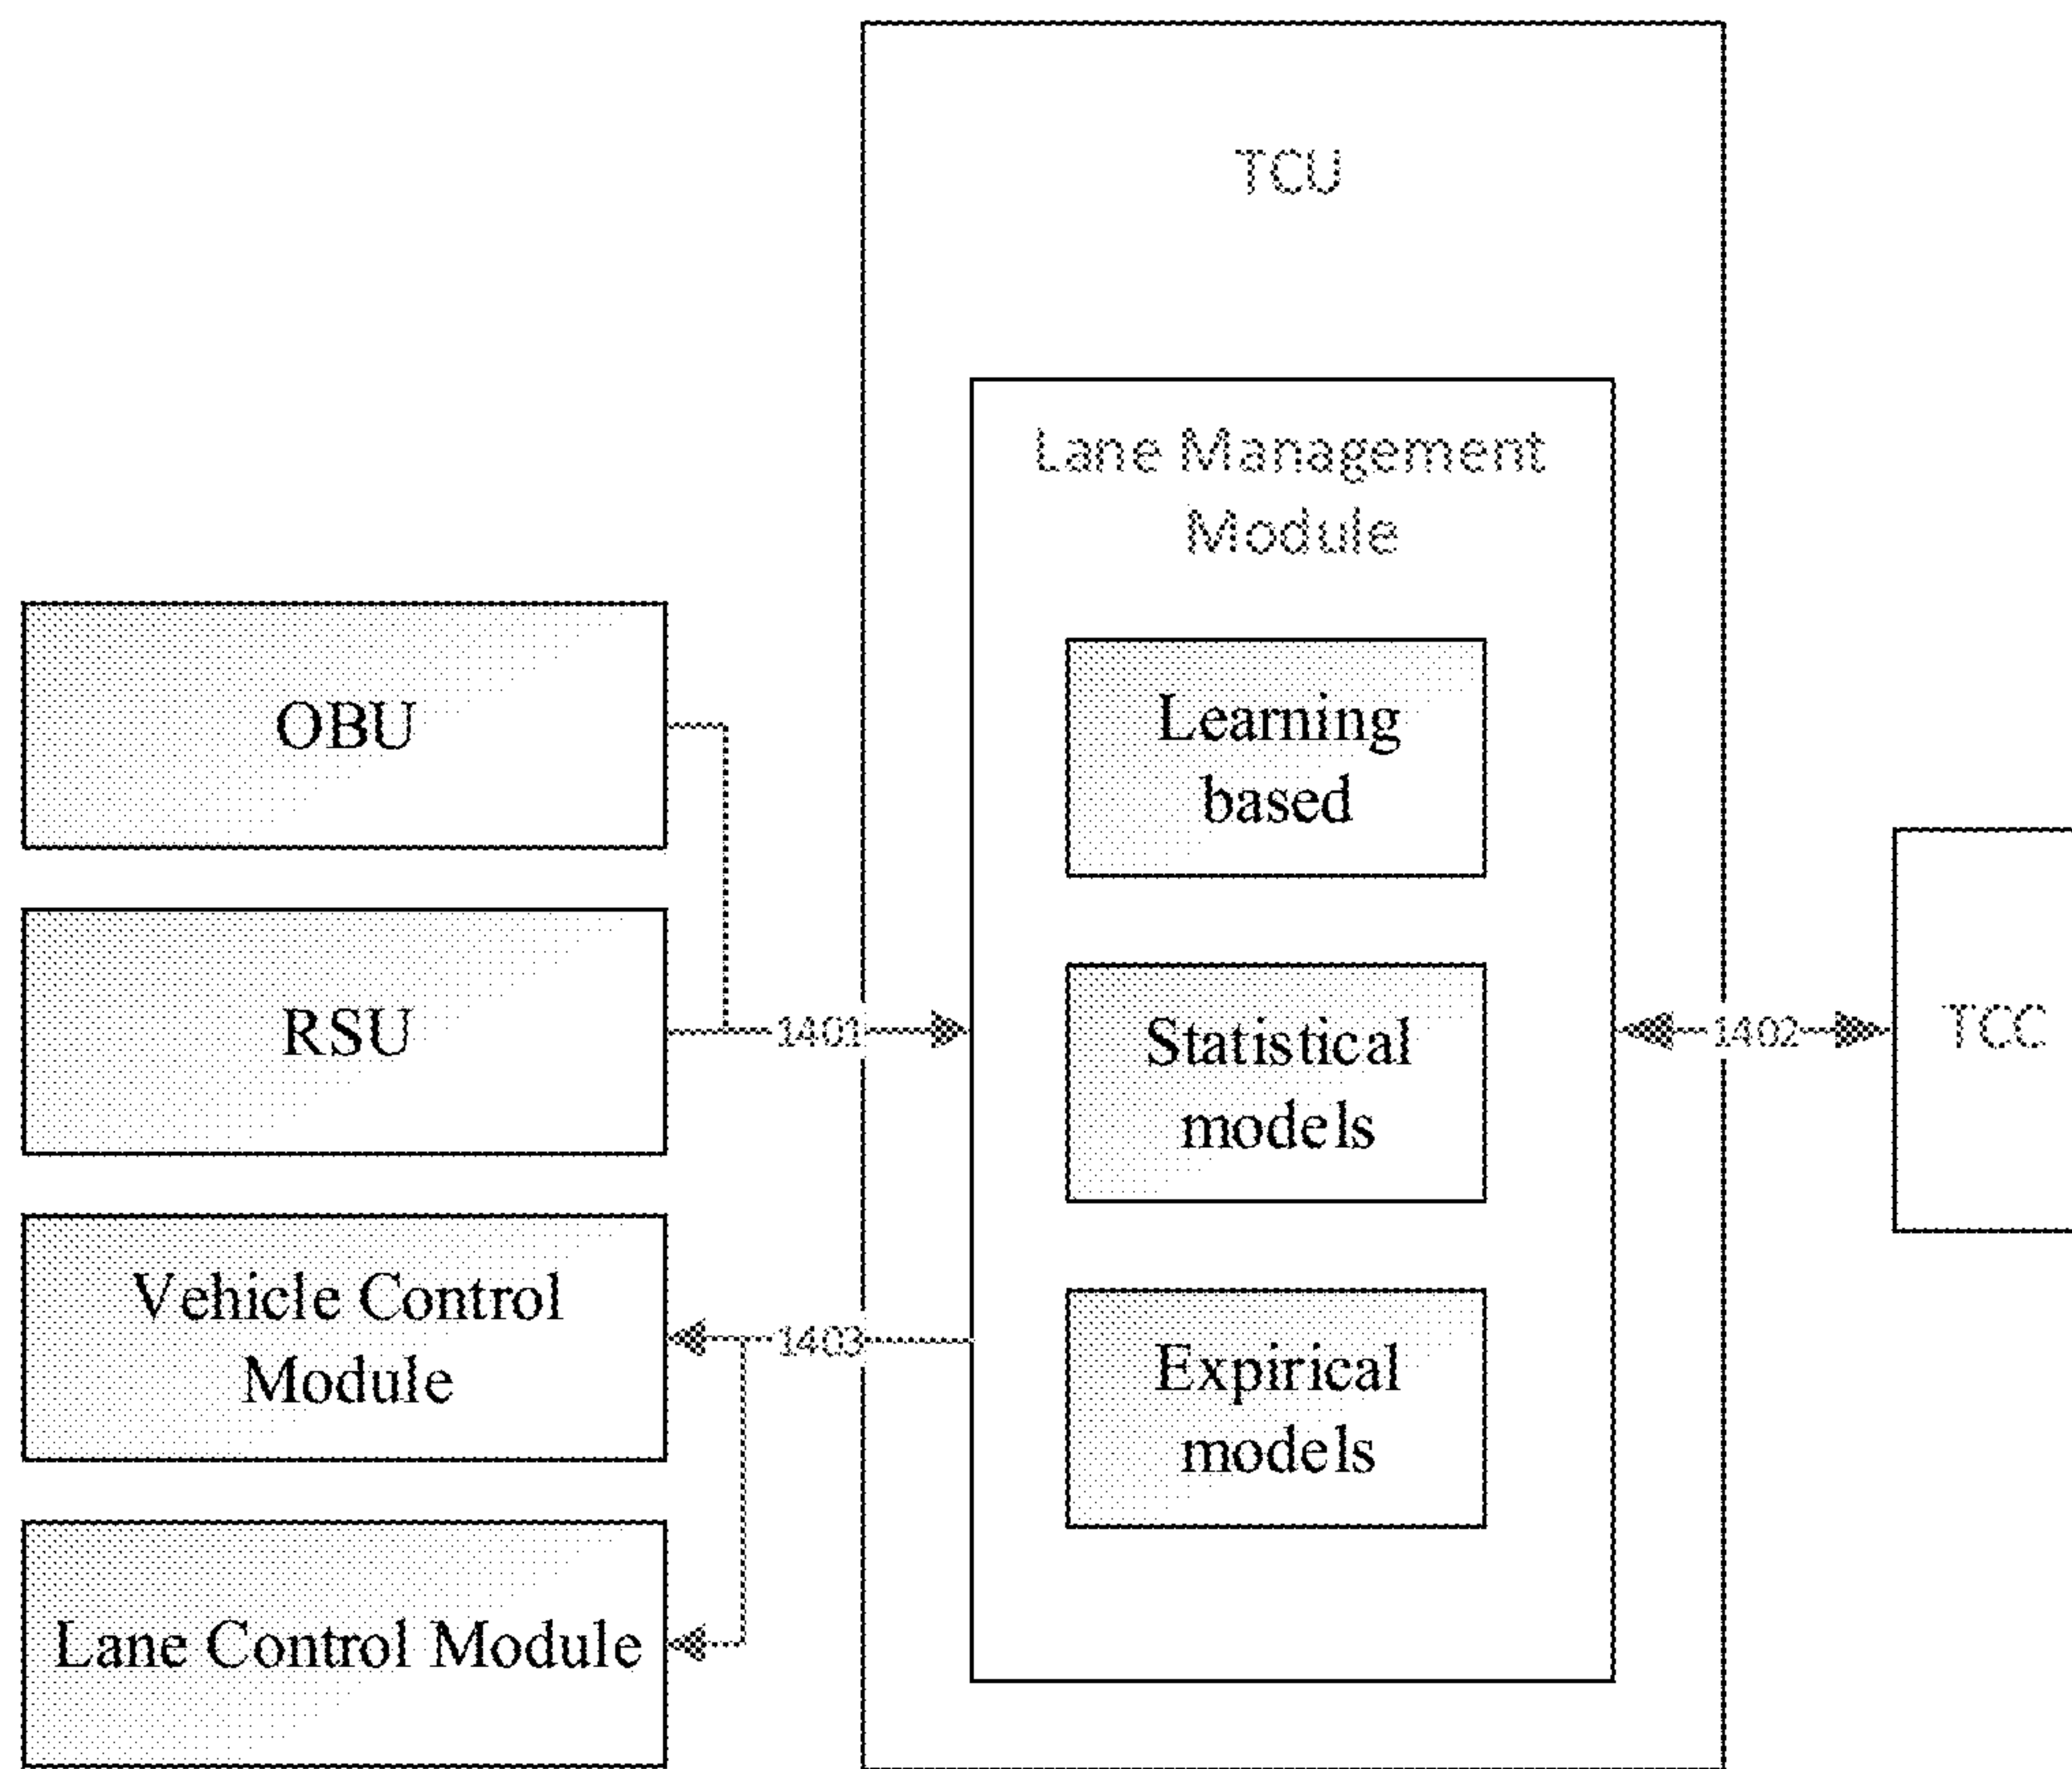 TCU
Lane Management
Module
Learning
based
Statistical
models
Expirical
models
OBU
RSU
Vehicle Control
Module
Lane Control Module
1401
1402
1403
TCC